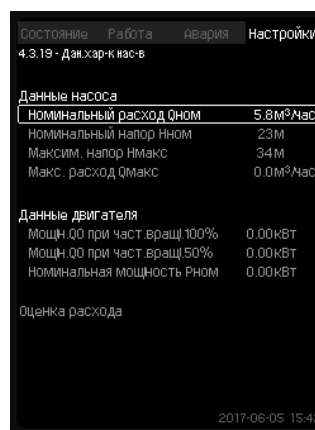 Состояние Работа Авария Настройки
4.3.19 - Дан.хар-к нас-в
Данные насоса
Номинальный расход Qном 5.8м³/час
Номинальный напор Hном 23м
Максим. напор Hмакс 34м
Макс. расход Qмакс 0.0м³/час
Данные двигателя
Мощн.Q0 при част.вращ.100% 0.00кВт
Мощн.Q0 при част.вращ.50% 0.00кВт
Номинальная мощность Pном 0.00кВт
Оценка расхода
2017-06-05 15:43